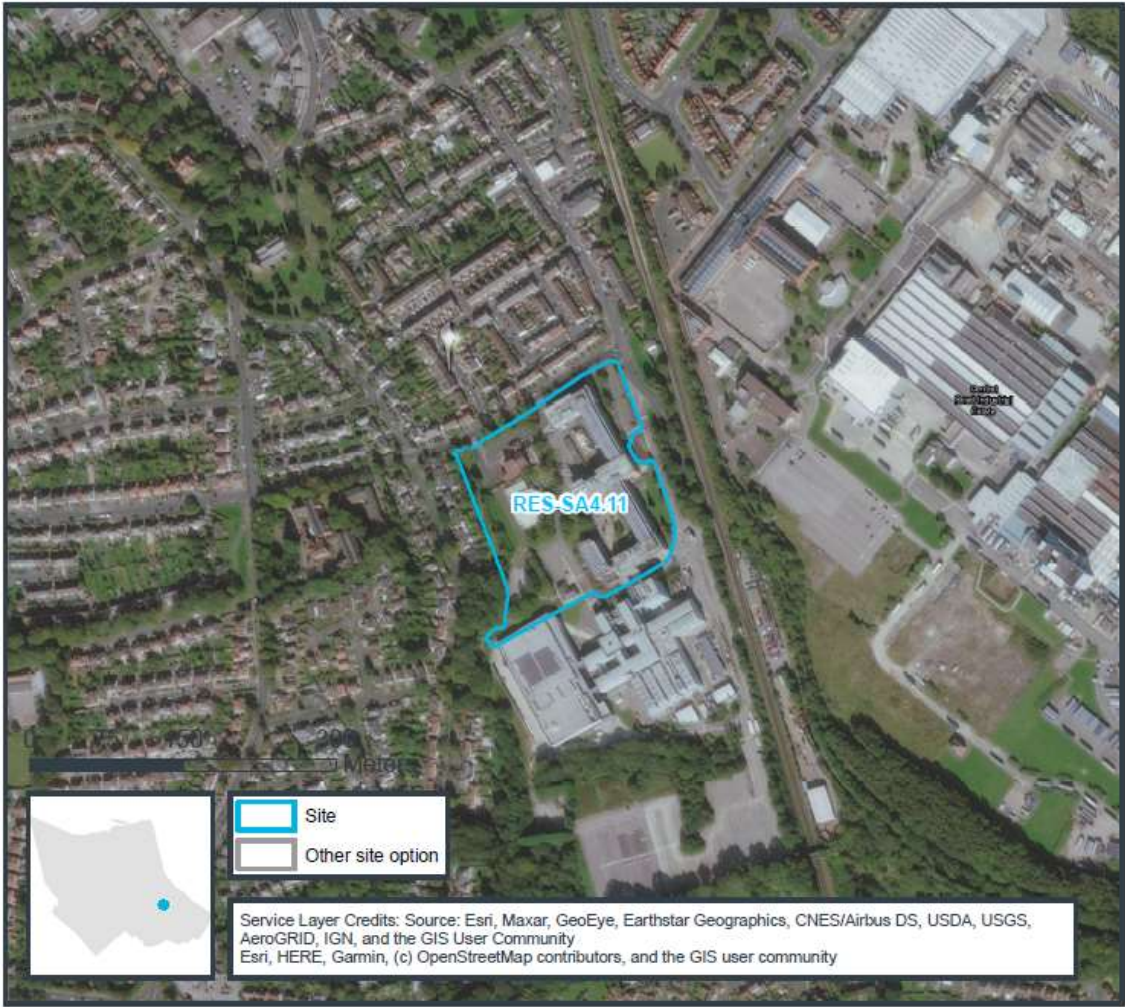 RES-SA4.11
Site
Other site option
Service Layer Credits: Source: Esri, Maxar, GeoEye, Earthstar Geographics, CNES/Airbus DS, USDA, USGS,
AeroGRID, IGN, and the GIS User Community
Esri, HERE, Garmin, (c) OpenStreetMap contributors, and the GIS user community